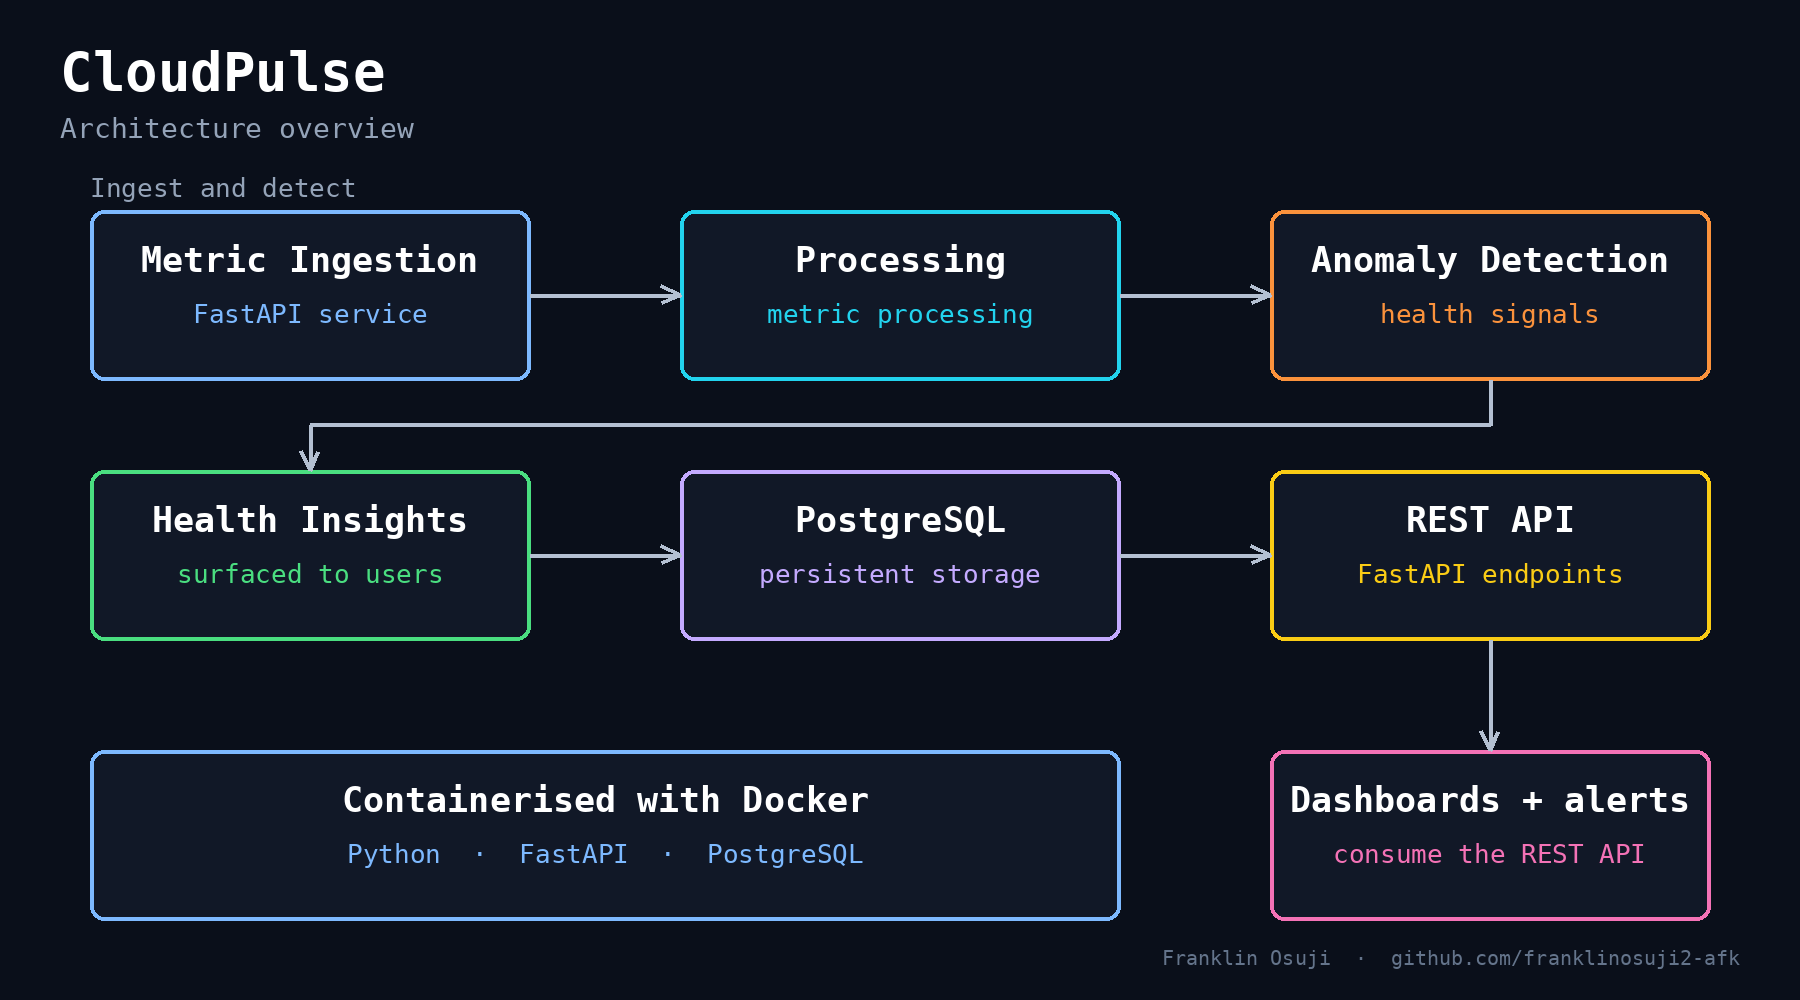 CloudPulse
Architecture overview
Ingest and detect
Metric Ingestion
FastAPI service
Processing
metric processing
Anomaly Detection
health signals
Health Insights
surfaced to users
PostgreSQL
persistent storage
REST API
FastAPI endpoints
Containerised with Docker
Python · FastAPI · PostgreSQL
Dashboards + alerts
consume the REST API
Franklin Osuji · github.com/franklinosuji2-afk